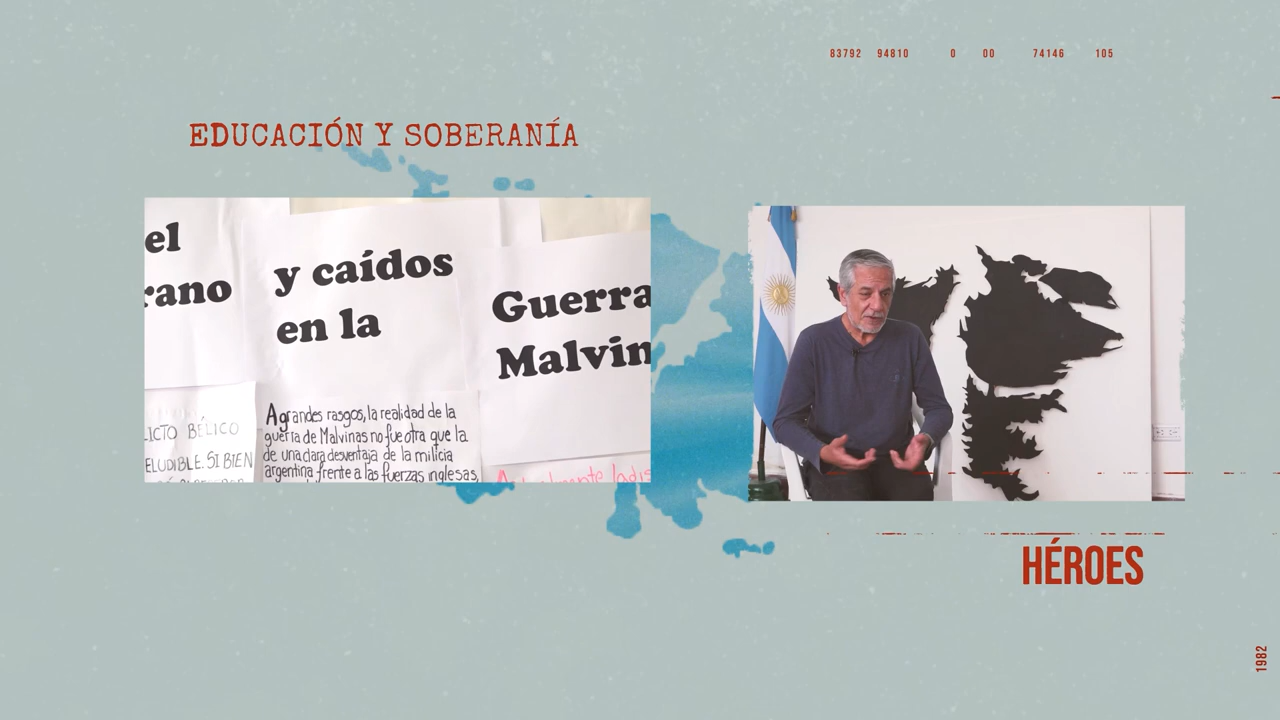 83792 94810 0 00 74146 105
EDUCACIÓN Y SOBERANÍA
el
rano
y caídos
en la
Guerra
Malvin
LICTO BÉLICO
ELUDIBLE. SI BIEN
A grandes rasgos, la realidad de la
guerra de Malvinas no fue otra que la
de una clara desventaja de la milicia
argentina frente a las fuerzas inglesas,
HÉROES
1982